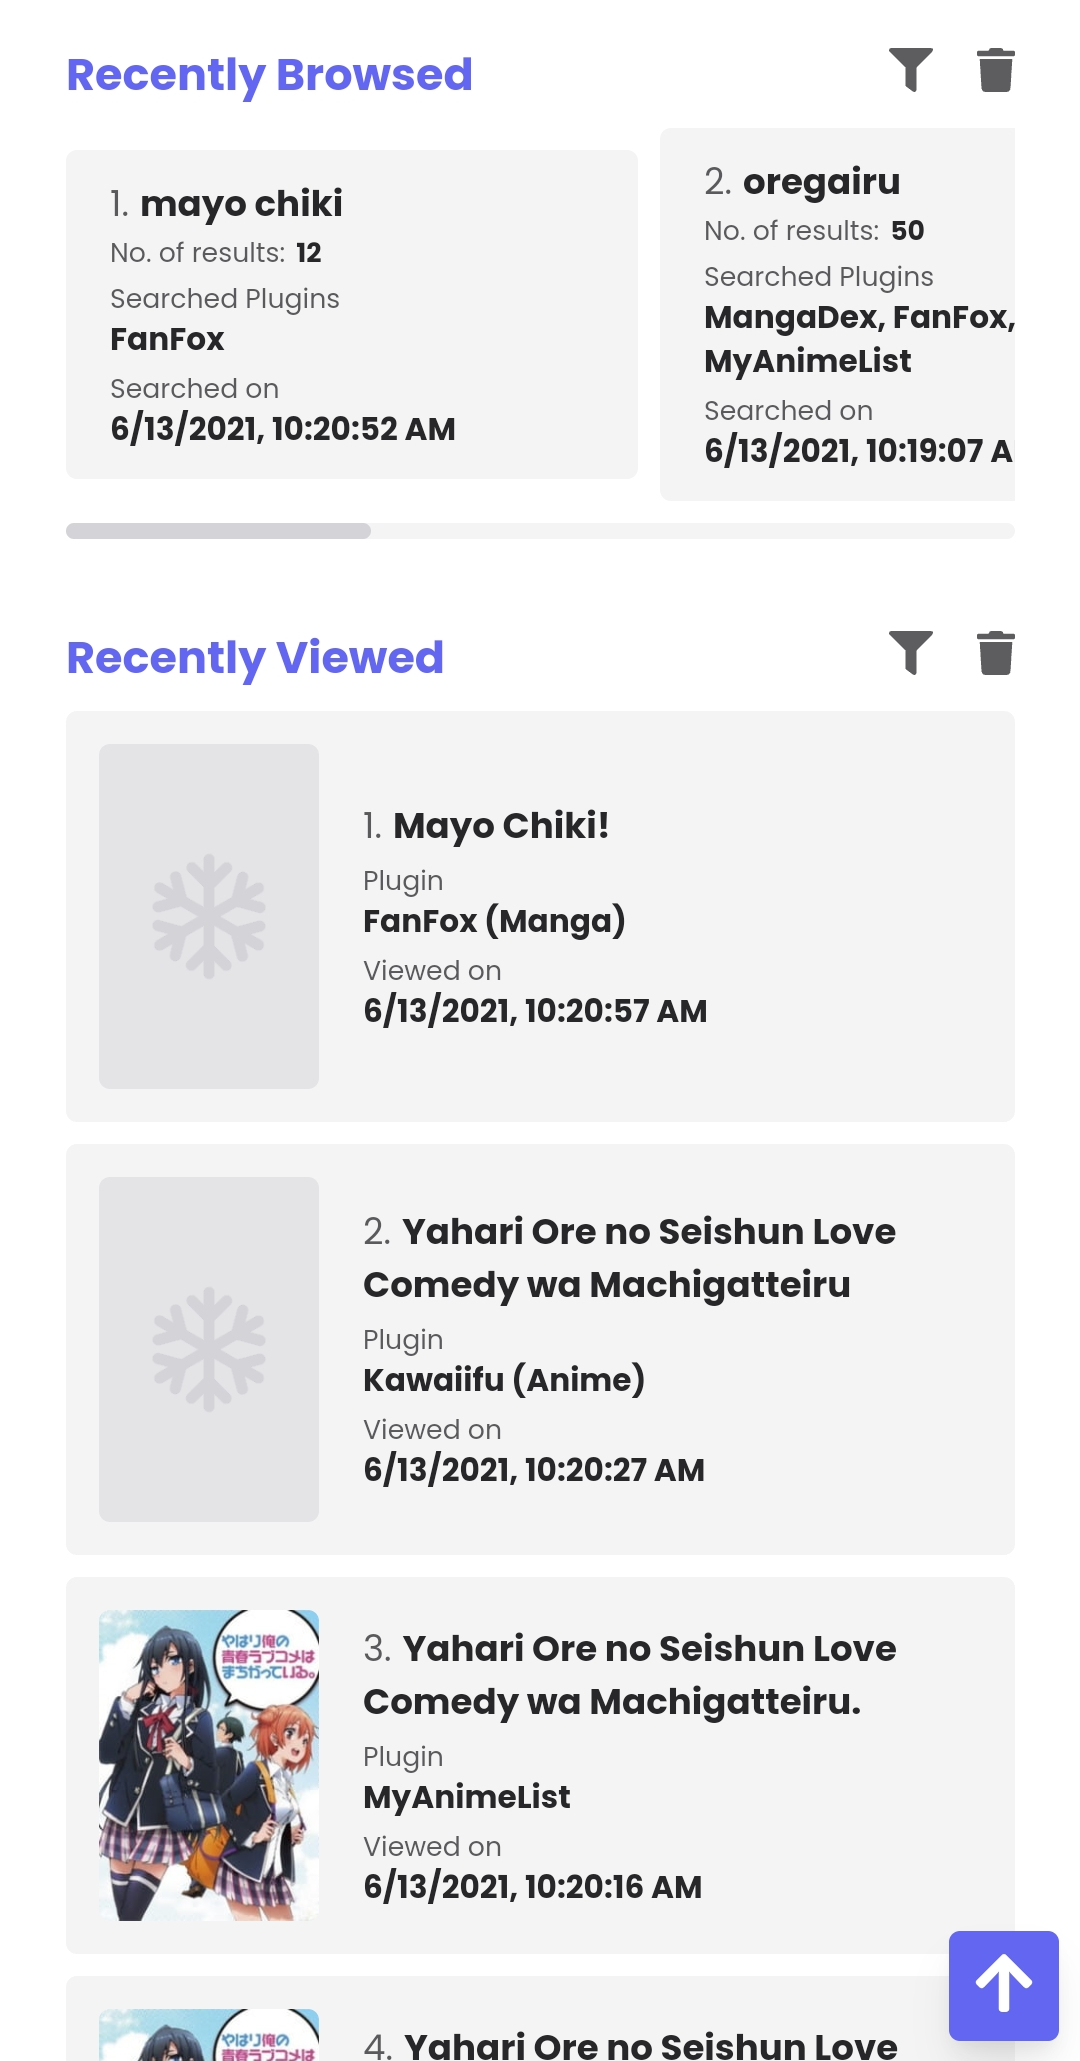 Recently Browsed
1. mayo chiki
No. of results: 12
Searched Plugins
FanFox
Searched on
6/13/2021, 10:20:52 AM
2. oregairu
No. of results: 50
Searched Plugins
MangaDex, FanFox,
MyAnimeList
Searched on
6/13/2021, 10:19:07 A
Recently Viewed
1. Mayo Chiki!
Plugin
FanFox (Manga)
Viewed on
6/13/2021, 10:20:57 AM
2. Yahari Ore no Seishun Love
Comedy wa Machigatteiru
Plugin
Kawaiifu (Anime)
Viewed on
6/13/2021, 10:20:27 AM
やはり俺の
青春ラブコメは
まちがっている。
3. Yahari Ore no Seishun Love
Comedy wa Machigatteiru.
Plugin
MyAnimeList
Viewed on
6/13/2021, 10:20:16 AM
やはり俺の
青春ラブコメは
4. Yahari Ore no Seishun Love